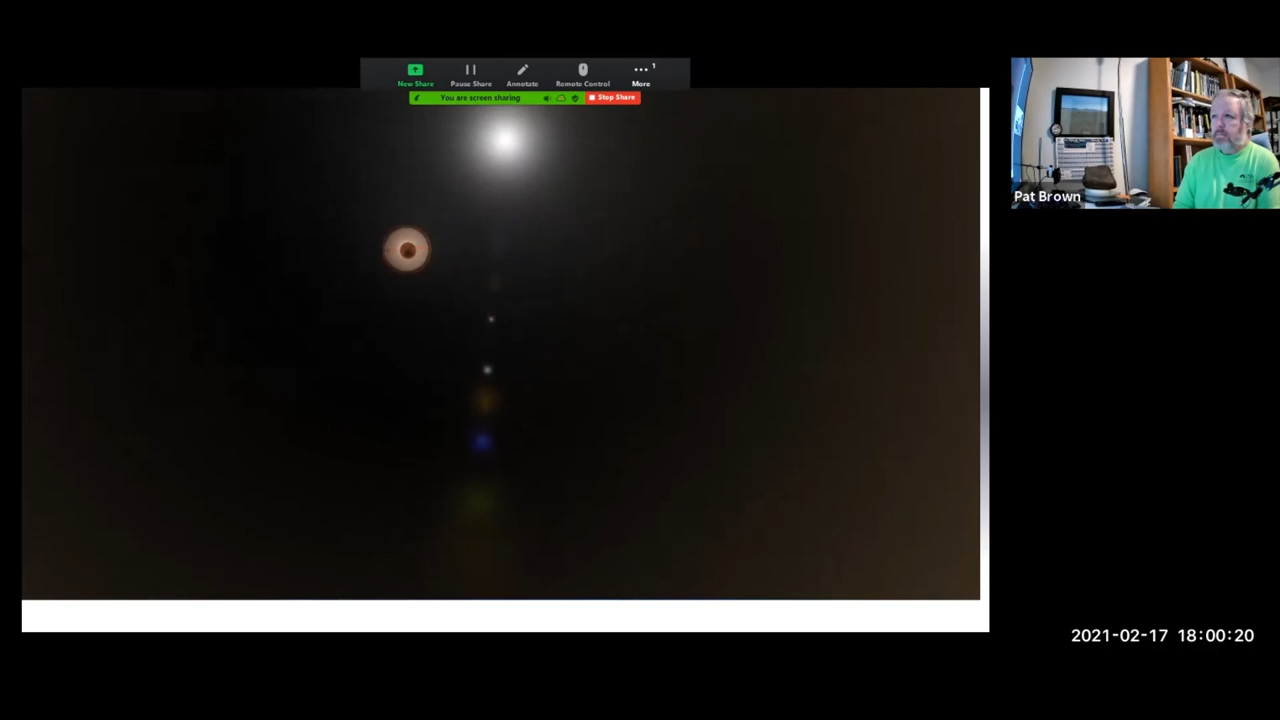 New Share Pause Share Annotate Remote Control More 1
You are screen sharing Stop Share
Pat Brown
2021-02-17 18:00:20